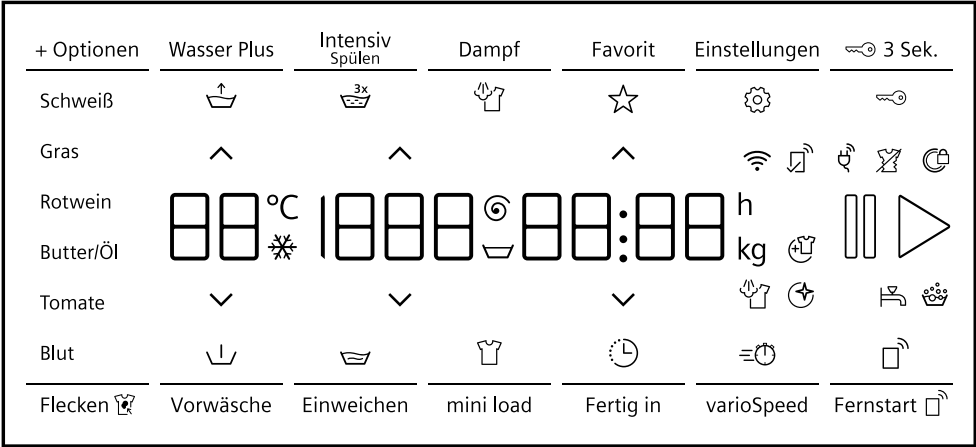 + Optionen Wasser Plus Intensiv Spülen Dampf Favorit Einstellungen 3 Sek.
Schweiß 3x
Gras
Rotwein °C 88 1888 88:88 h
Butter/Öl kg
Tomate
Blut
Flecken Vorwäsche Einweichen mini load Fertig in varioSpeed Fernstart